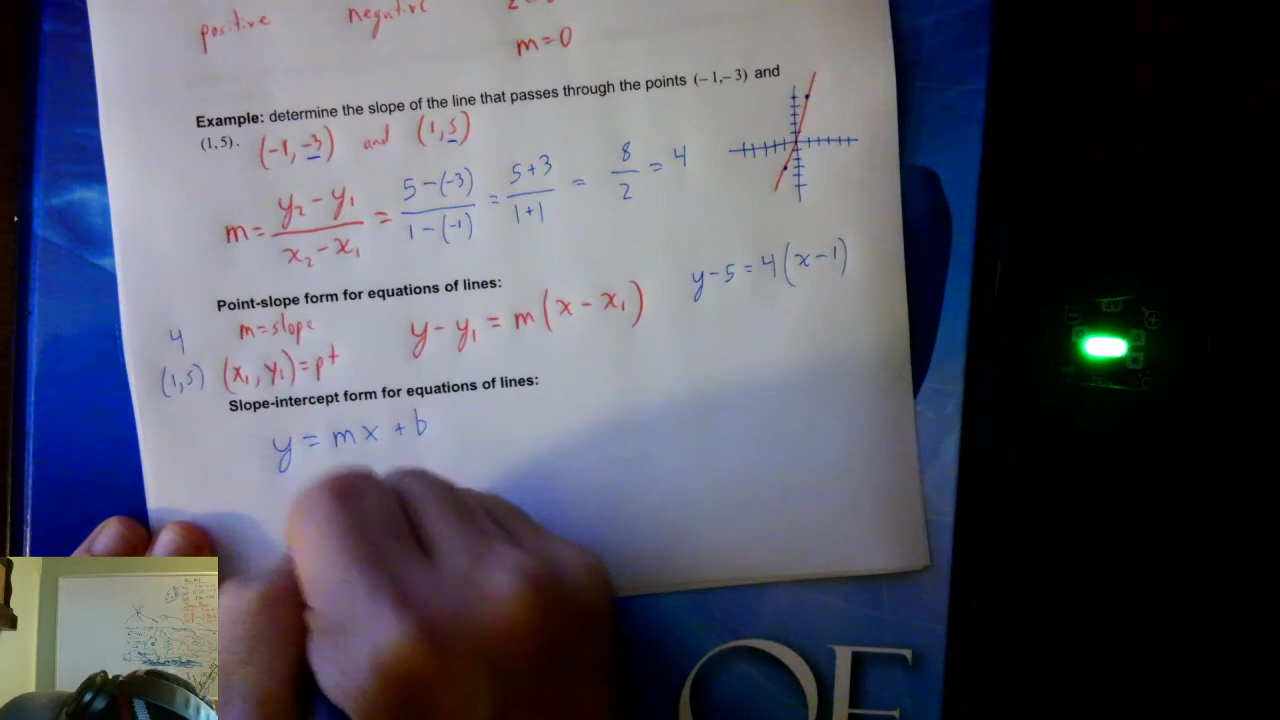 positive negative
m=0
Example: determine the slope of the line that passes through the points (−1,−3) and
(1,5). (-1,-3) and (1,5)
m = y₂-y₁ / x₂-x₁ = 5-(-3) / 1-(-1) = 5+3 / 1+1 = 8 / 2 = 4
Point-slope form for equations of lines:
y-5=4(x-1)
4 m=slope y-y₁ = m(x-x₁)
(1,5) (x₁, y₁)=pt
Slope-intercept form for equations of lines:
y = mx + b
OF